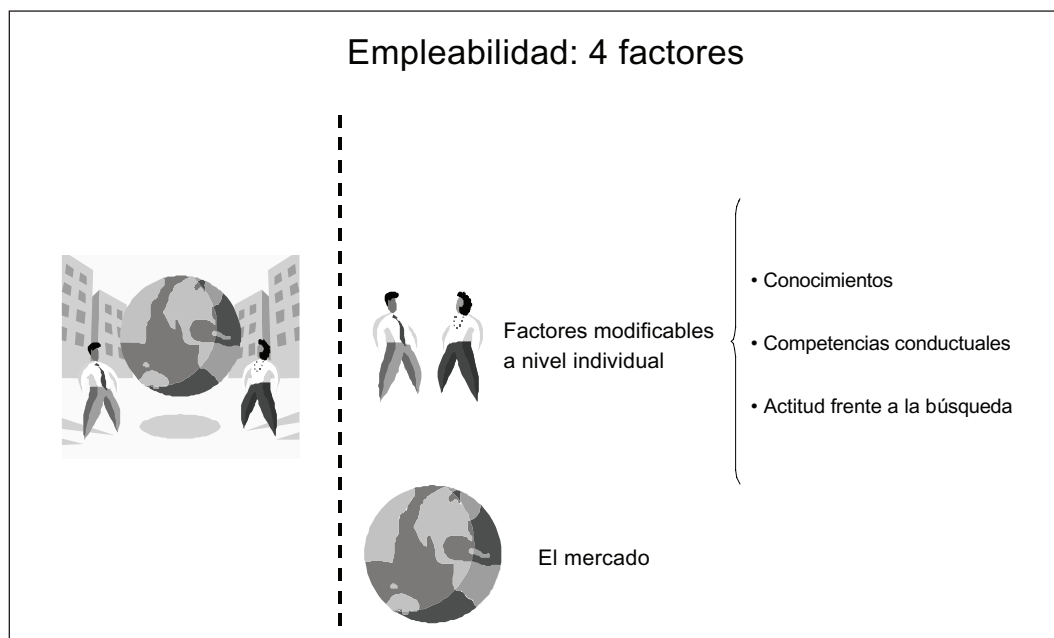 Empleabilidad: 4 factores
Factores modificables
a nivel individual
• Conocimientos
• Competencias conductuales
• Actitud frente a la búsqueda
El mercado